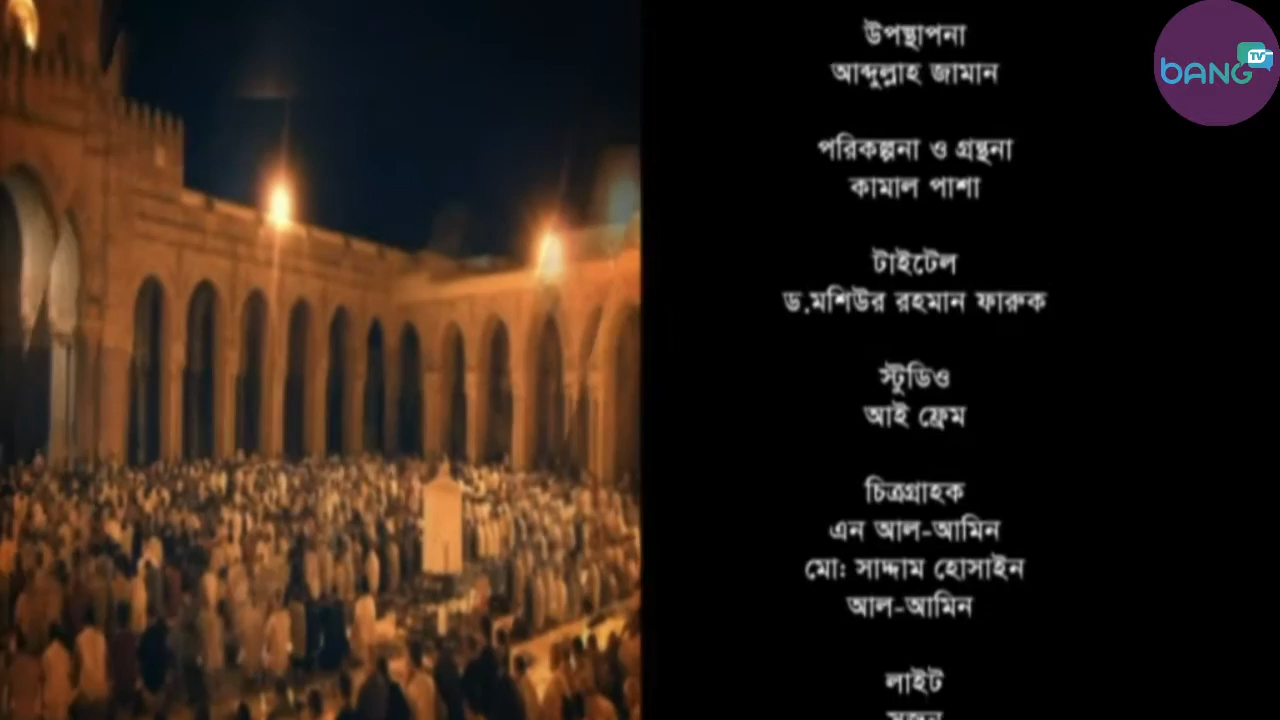 উপস্থাপনা
আব্দুল্লাহ জামান
পরিকল্পনা ও গ্রন্থনা
কামাল পাশা
টাইটেল
ড.মশিউর রহমান ফারুক
স্টুডিও
আই ফ্রেম
চিত্রগ্রাহক
এন আল-আমিন
মো: সাদ্দাম হোসাইন
আল-আমিন
লাইট
bANG TV